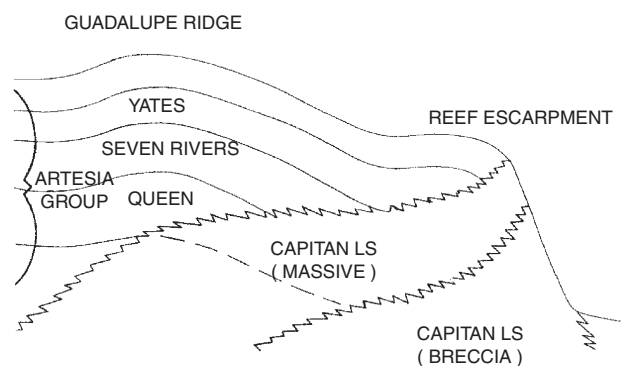 GUADALUPE RIDGE
YATES
REEF ESCARPMENT
SEVEN RIVERS
ARTESIA
GROUP
QUEEN
CAPITAN LS
( MASSIVE )
CAPITAN LS
( BRECCIA )